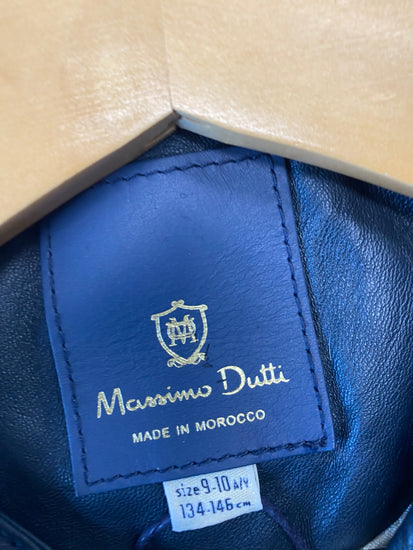 Massimo Dutti
MADE IN MOROCCO
size 9-10 A/Y
134-146 cm